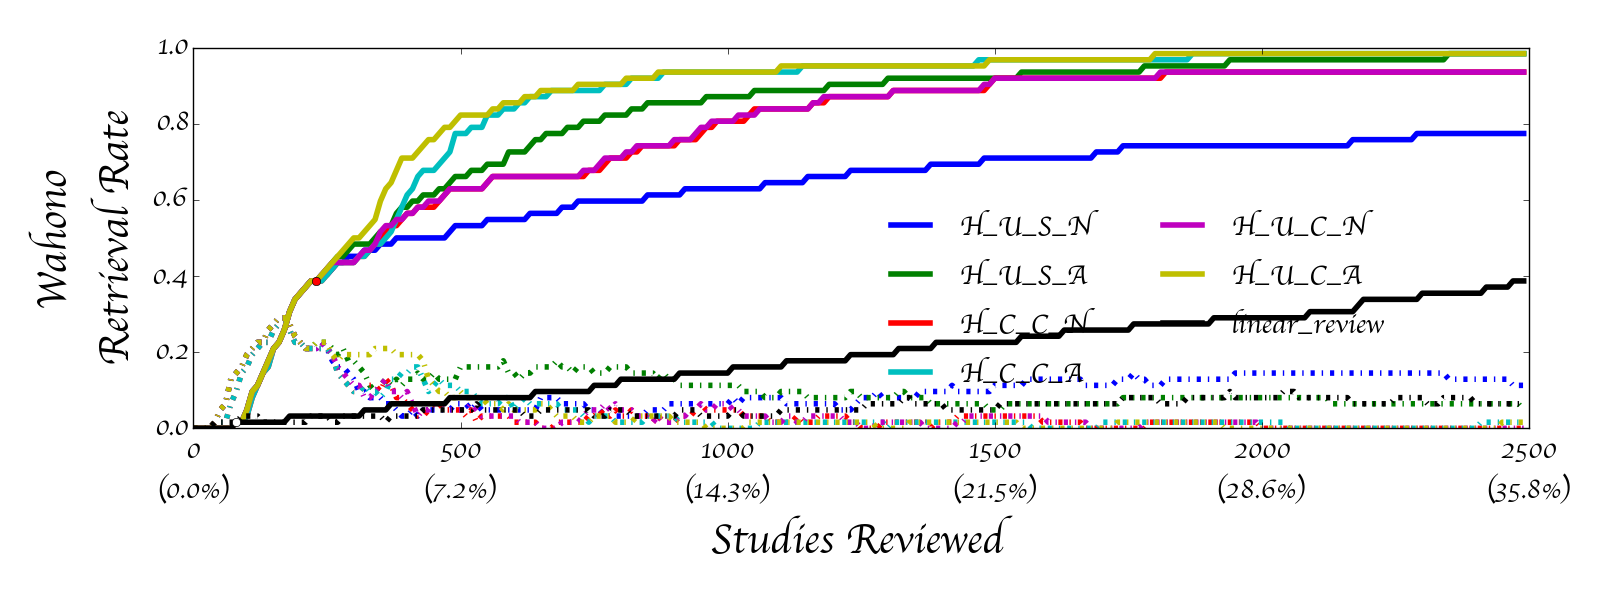 Wahono
Retrieval Rate
1.0
0.8
0.6
0.4
0.2
0.0
H_U_S_N
H_U_S_A
H_C_C_N
H_C_C_A
H_U_C_N
H_U_C_A
linear_review
0 500 1000 1500 2000 2500
(0.0%) (7.2%) (14.3%) (21.5%) (28.6%) (35.8%)
Studies Reviewed